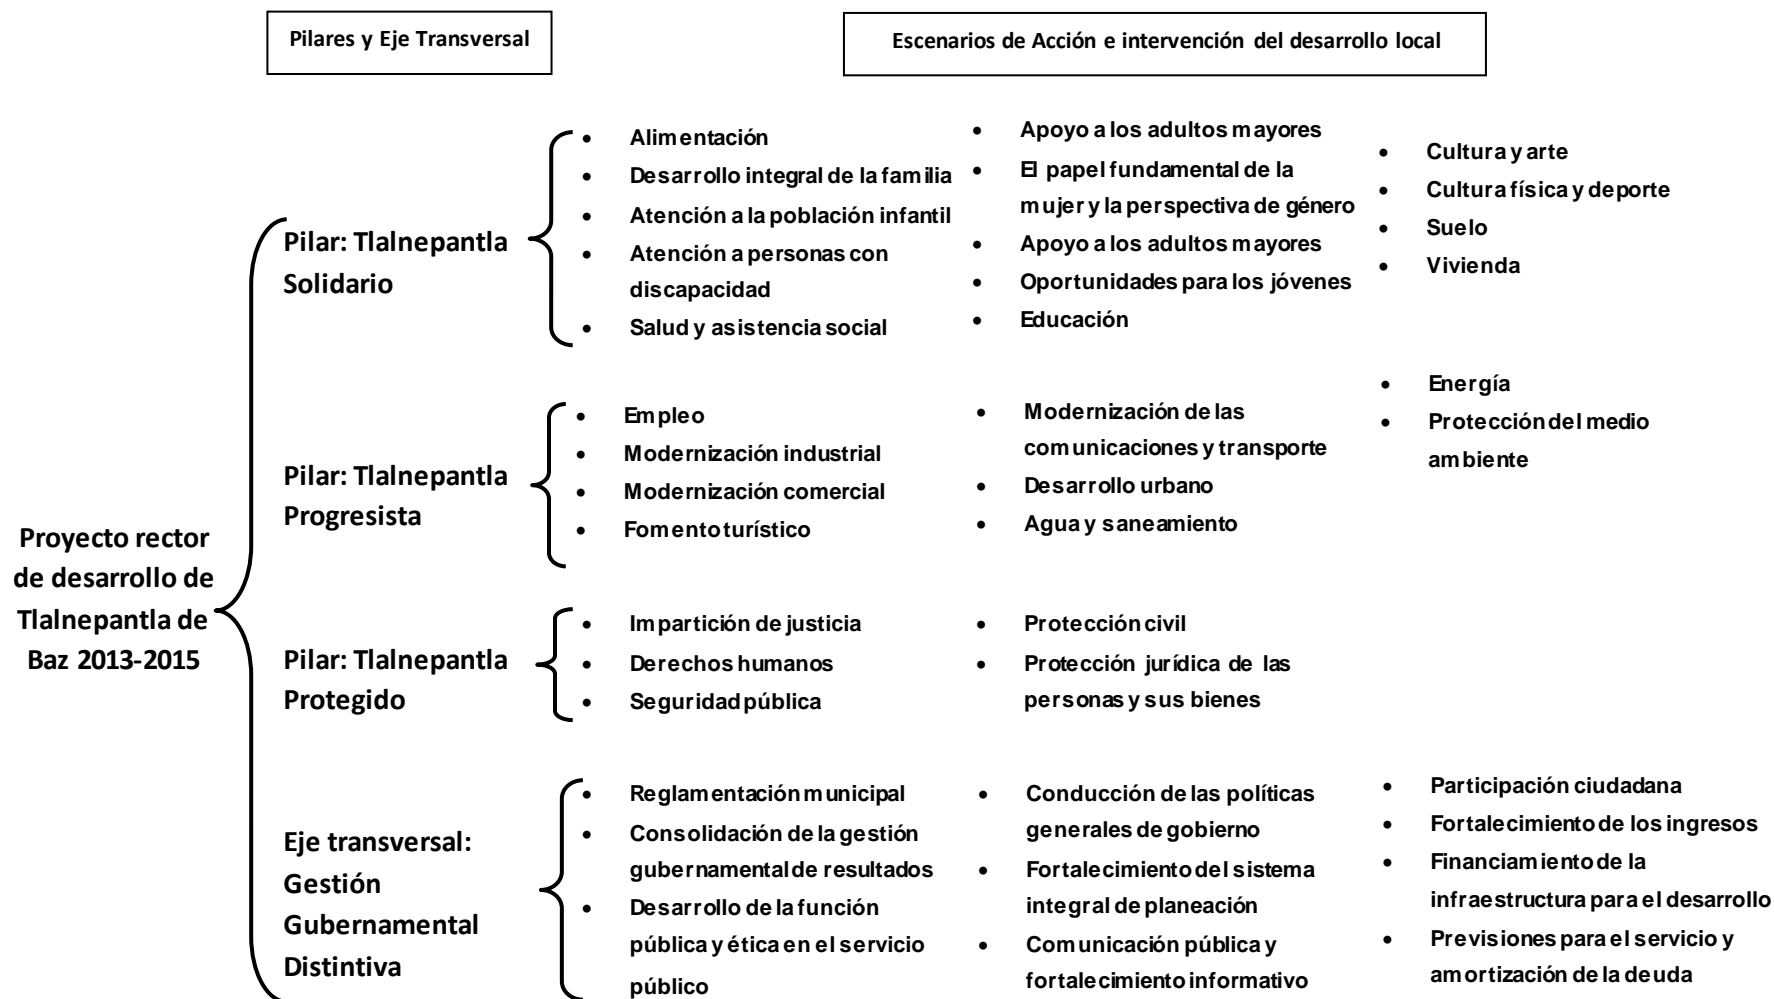 Pilares y Eje Transversal
Escenarios de Acción e intervención del desarrollo local
Proyecto rector
de desarrollo de
Tlalnepantla de
Baz 2013-2015
Pilar: Tlalnepantla
Solidario
• Alimentación
• Desarrollo integral de la familia
• Atención a la población infantil
• Atención a personas con
discapacidad
• Salud y asistencia social
• Apoyo a los adultos mayores
• El papel fundamental de la
mujer y la perspectiva de género
• Apoyo a los adultos mayores
• Oportunidades para los jóvenes
• Educación
• Cultura y arte
• Cultura física y deporte
• Suelo
• Vivienda
Pilar: Tlalnepantla
Progresista
• Empleo
• Modernización industrial
• Modernización comercial
• Fomento turístico
• Modernización de las
comunicaciones y transporte
• Desarrollo urbano
• Agua y saneamiento
• Energía
• Protección del medio
ambiente
Pilar: Tlalnepantla
Protegido
• Impartición de justicia
• Derechos humanos
• Seguridad pública
• Protección civil
• Protección jurídica de las
personas y sus bienes
Eje transversal:
Gestión
Gubernamental
Distintiva
• Reglamentación municipal
• Consolidación de la gestión
gubernamental de resultados
• Desarrollo de la función
pública y ética en el servicio
público
• Conducción de las políticas
generales de gobierno
• Fortalecimiento del sistema
integral de planeación
• Comunicación pública y
fortalecimiento informativo
• Participación ciudadana
• Fortalecimiento de los ingresos
• Financiamiento de la
infraestructura para el desarrollo
• Previsiones para el servicio y
amortización de la deuda